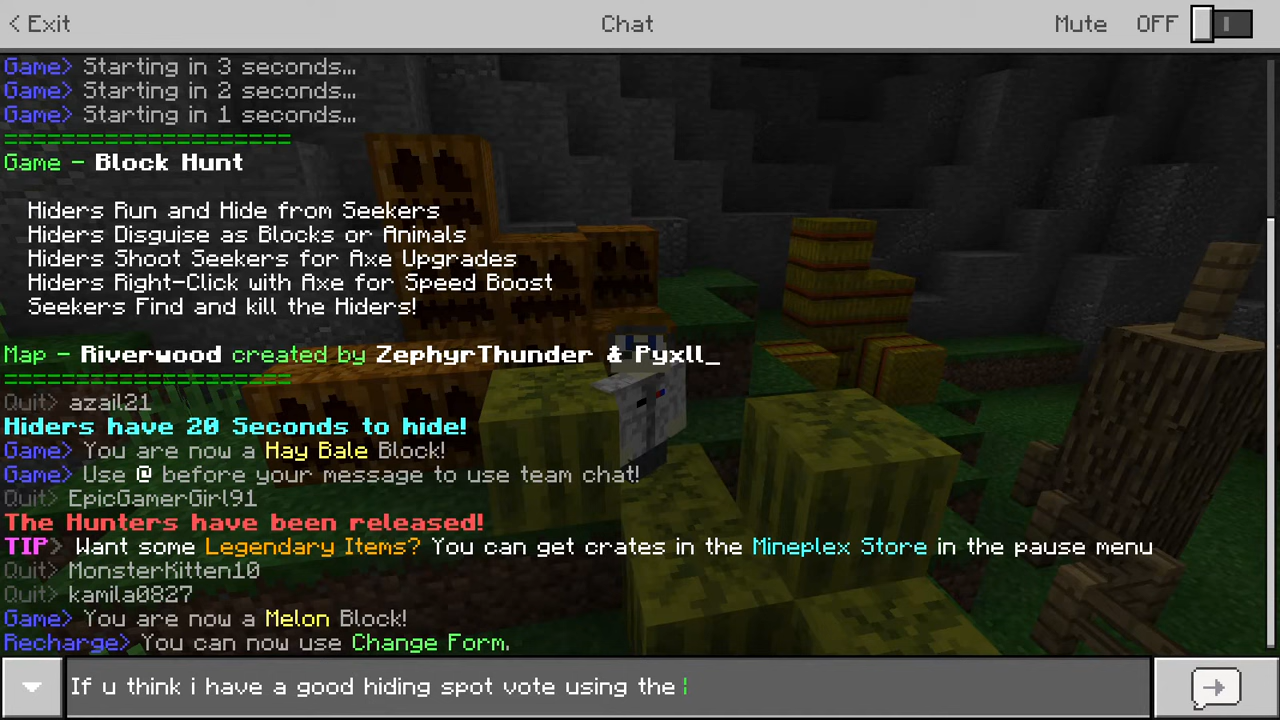 < Exit
Chat
Mute OFF
Game> Starting in 3 seconds...
Game> Starting in 2 seconds...
Game> Starting in 1 seconds...
====================
Game - Block Hunt
Hiders Run and Hide from Seekers
Hiders Disguise as Blocks or Animals
Hiders Shoot Seekers for Axe Upgrades
Hiders Right-Click with Axe for Speed Boost
Seekers Find and kill the Hiders!
Map - Riverwood created by ZephyrThunder & Pyxll_
====================
Quit> azail21
Hiders have 20 Seconds to hide!
Game> You are now a Hay Bale Block!
Game> Use @ before your message to use team chat!
Quit> EpicGamerGirl91
The Hunters have been released!
TIP> Want some Legendary Items? You can get crates in the Mineplex Store in the pause menu
Quit> MonsterKitten10
Quit> kamila0827
Game> You are now a Melon Block!
Recharge> You can now use Change Form.
If u think i have a good hiding spot vote using the